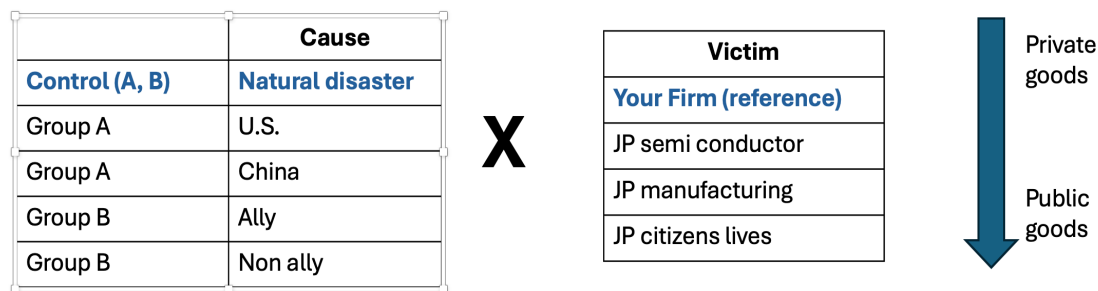 Cause
Control (A, B) Natural disaster
Group A U.S.
Group A China
Group B Ally
Group B Non ally
X
Victim
Your Firm (reference)
JP semi conductor
JP manufacturing
JP citizens lives
Private
goods
Public
goods